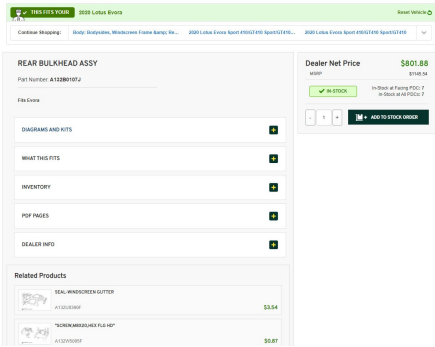 THIS FITS YOUR 2020 Lotus Evora Reset Vehicle
Continue Shopping: Body: Bodysides, Windscreen Frame &amp; Re... 2020 Lotus Evora Sport 410/GT410 Sport/GT410... 2020 Lotus Evora Sport 410/GT410 Sport/GT410
REAR BULKHEAD ASSY
Part Number: A132B0107J
Fits Evora
DIAGRAMS AND KITS
WHAT THIS FITS
INVENTORY
PDF PAGES
DEALER INFO
Related Products
SEAL-WINDSCREEN GUTTER
$3.54
"SCREW,M8X20,HEX FLG HD"
$0.87
Dealer Net Price $801.88
MSRP $1145.54
IN-STOCK
In-Stock at Facing PDC: 7
In-Stock at All PDCs: 7
- 1 + ADD TO STOCK ORDER